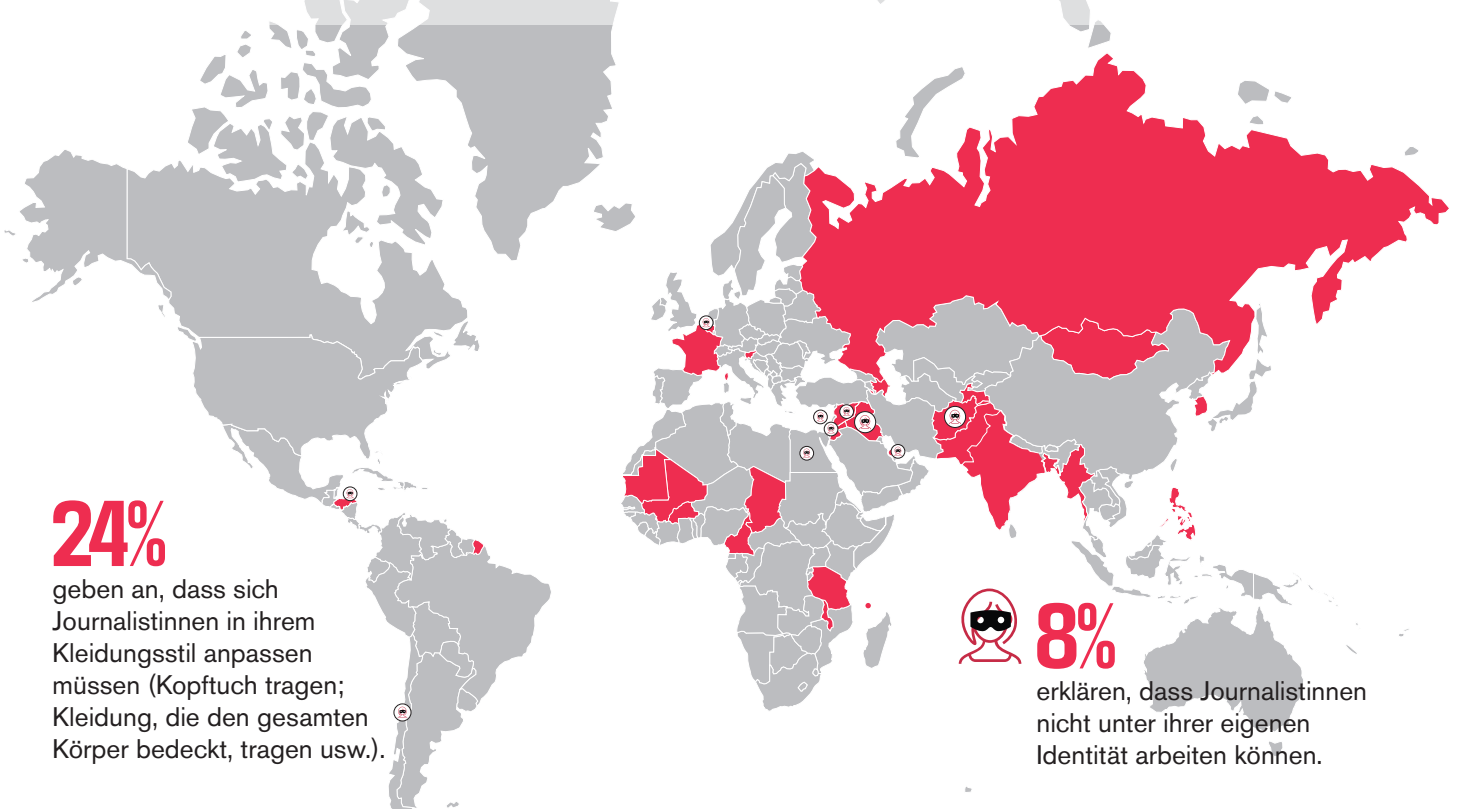 24%
geben an, dass sich
Journalistinnen in ihrem
Kleidungsstil anpassen
müssen (Kopftuch tragen;
Kleidung, die den gesamten
Körper bedeckt, tragen usw.).
8%
erklären, dass Journalistinnen
nicht unter ihrer eigenen
Identität arbeiten können.